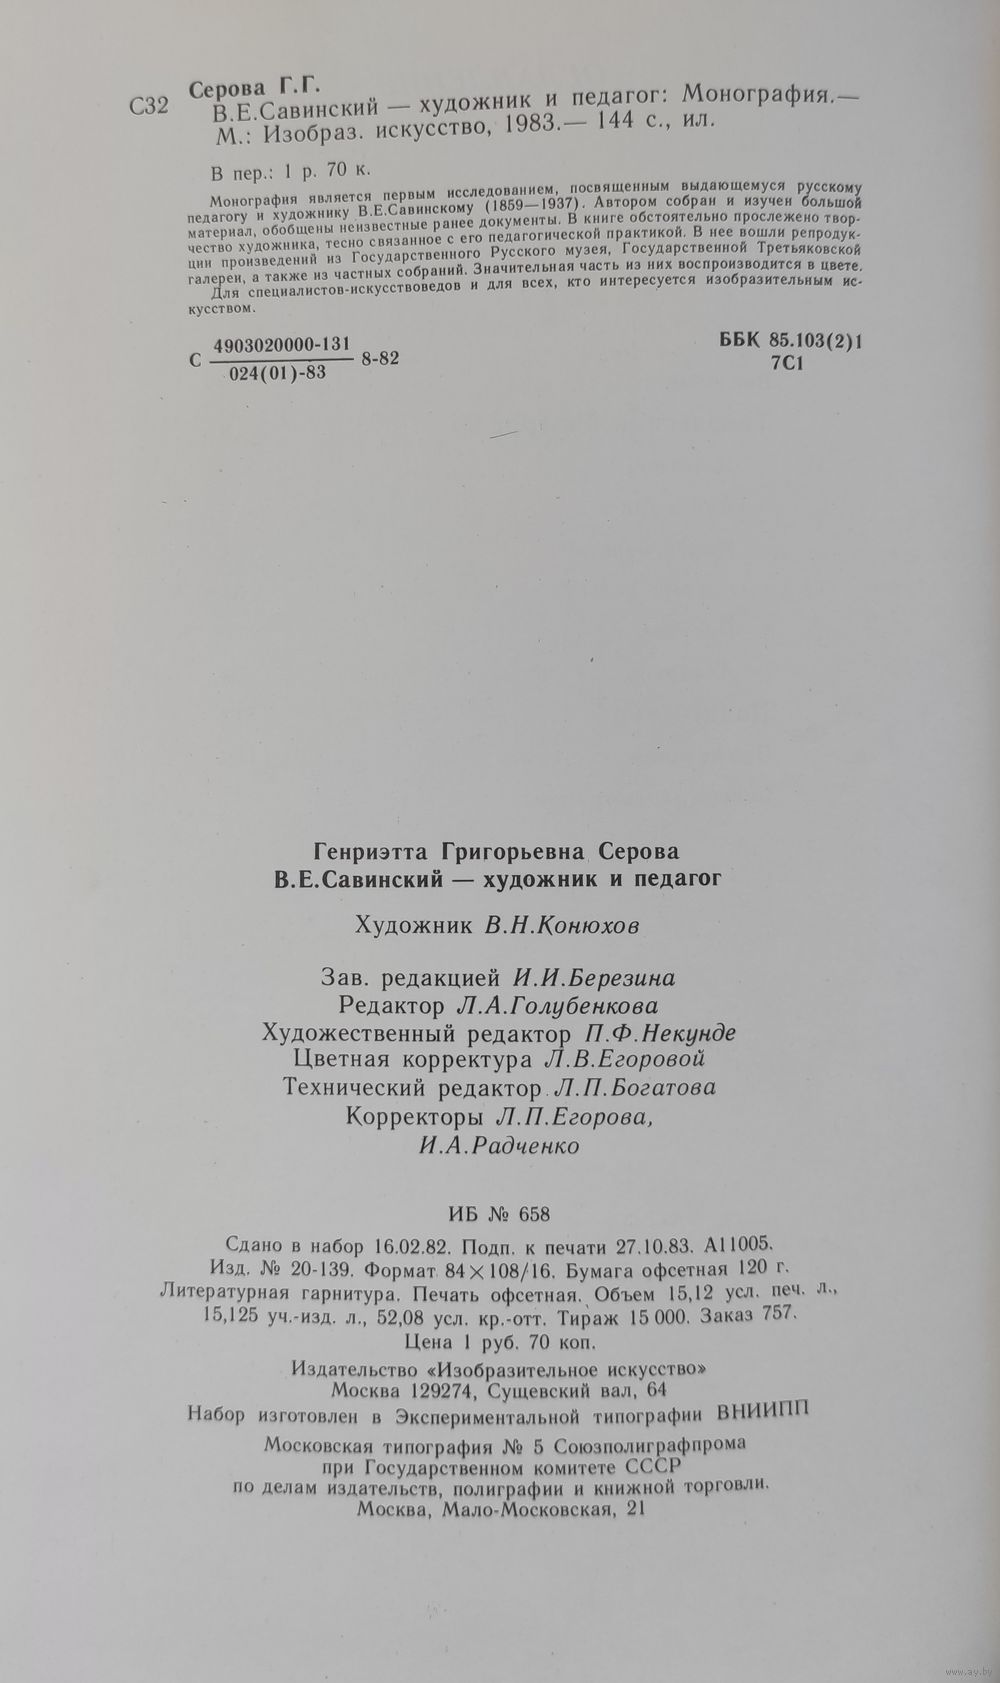 Серова Г.Г.
С32 В.Е.Савинский — художник и педагог: Монография.—
М.: Изобраз. искусство, 1983.— 144 с., ил.
В пер.: 1 р. 70 к.
Монография является первым исследованием, посвященным выдающемуся русскому
педагогу и художнику В.Е.Савинскому (1859—1937). Автором собран и изучен большой
материал, обобщены неизвестные ранее документы. В книге обстоятельно прослежено твор-
чество художника, тесно связанное с его педагогической практикой. В нее вошли репродук-
ции произведений из Государственного Русского музея, Государственной Третьяковской
галереи, а также из частных собраний. Значительная часть из них воспроизводится в цвете.
Для специалистов-искусствоведов и для всех, кто интересуется изобразительным ис-
кусством.
С 4903020000-131 8-82
024(01)-83
ББК 85.103(2)1
7С1
Генриэтта Григорьевна Серова
В.Е.Савинский — художник и педагог
Художник В.Н.Конюхов
Зав. редакцией И.И.Березина
Редактор Л.А.Голубенкова
Художественный редактор П.Ф.Некунде
Цветная корректура Л.В.Егоровой
Технический редактор Л.П.Богатова
Корректоры Л.П.Егорова,
И.А.Радченко
ИБ № 658
Сдано в набор 16.02.82. Подп. к печати 27.10.83. А11005.
Изд. № 20-139. Формат 84×108/16. Бумага офсетная 120 г.
Литературная гарнитура. Печать офсетная. Объем 15,12 усл. печ. л.,
15,125 уч.-изд. л., 52,08 усл. кр.-отт. Тираж 15 000. Заказ 757.
Цена 1 руб. 70 коп.
Издательство «Изобразительное искусство»
Москва 129274, Сущевский вал, 64
Набор изготовлен в Экспериментальной типографии ВНИИПП
Московская типография № 5 Союзполиграфпрома
при Государственном комитете СССР
по делам издательств, полиграфии и книжной торговли.
Москва, Мало-Московская, 21
www.ay.by